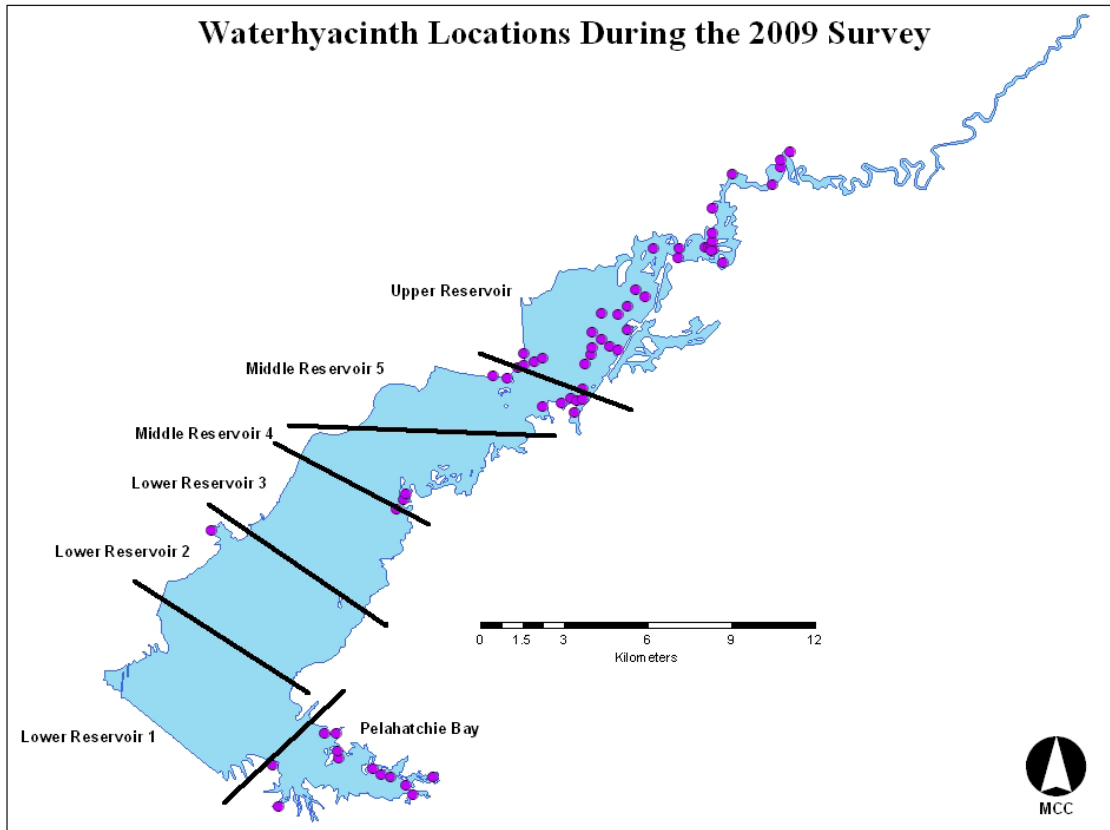 Waterhyacinth Locations During the 2009 Survey
Upper Reservoir
Middle Reservoir 5
Middle Reservoir 4
Lower Reservoir 3
Lower Reservoir 2
Lower Reservoir 1
Pelahatchie Bay
0 1.5 3 6 9 12
Kilometers
MCC